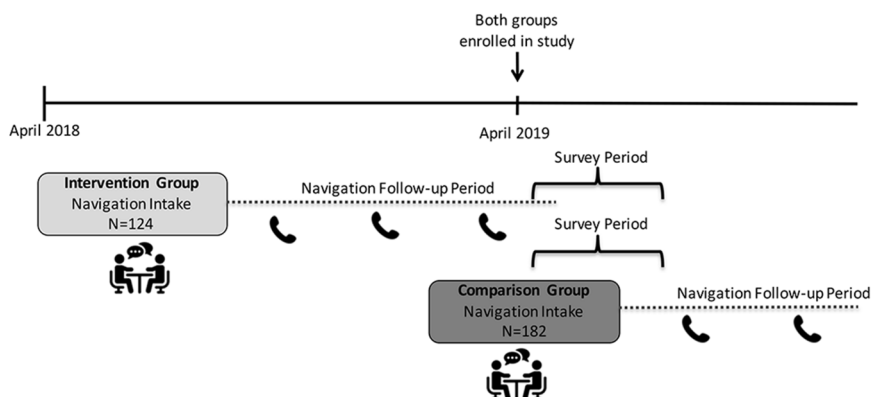 Both groups
enrolled in study
April 2018
April 2019
Survey Period
Intervention Group
Navigation Intake
N=124
Navigation Follow-up Period
Survey Period
Comparison Group
Navigation Intake
N=182
Navigation Follow-up Period